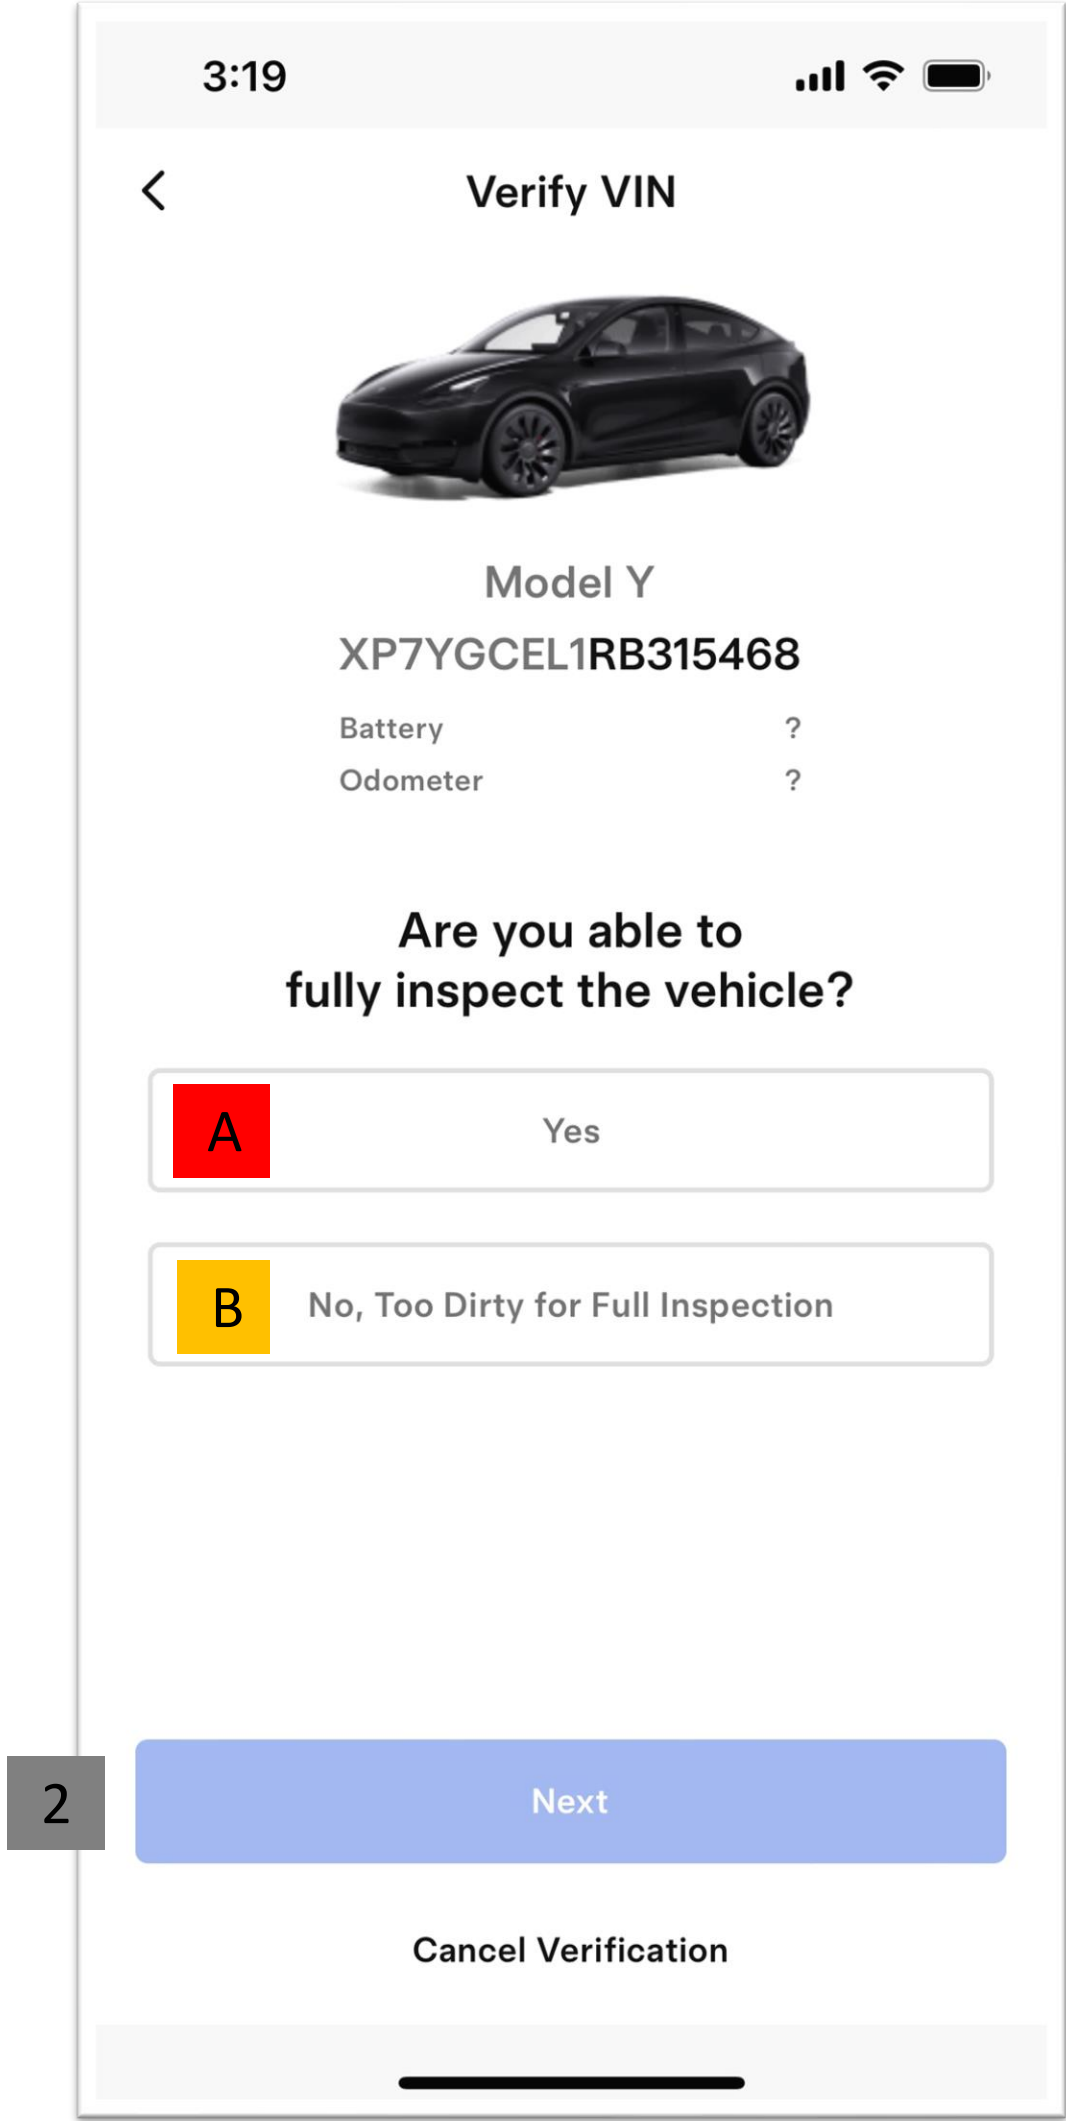 3:19
Verify VIN
Model Y
XP7YGCEL1RB315468
Battery ?
Odometer ?
Are you able to
fully inspect the vehicle?
A Yes
B No, Too Dirty for Full Inspection
2 Next
Cancel Verification